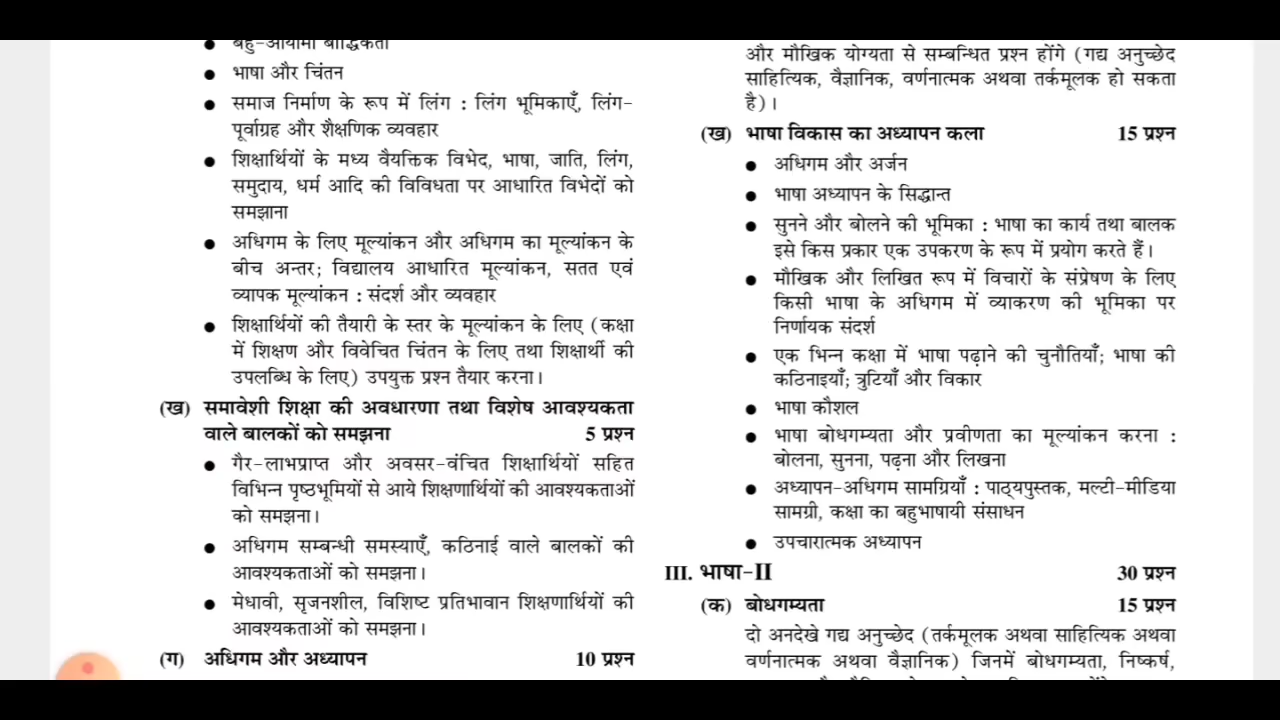 बहु-आयामी बौद्धिकता
● भाषा और चिंतन
● समाज निर्माण के रूप में लिंग : लिंग भूमिकाएँ, लिंग-
पूर्वाग्रह और शैक्षणिक व्यवहार
● शिक्षार्थियों के मध्य वैयक्तिक विभेद, भाषा, जाति, लिंग,
समुदाय, धर्म आदि की विविधता पर आधारित विभेदों को
समझाना
● अधिगम के लिए मूल्यांकन और अधिगम का मूल्यांकन के
बीच अन्तर; विद्यालय आधारित मूल्यांकन, सतत एवं
व्यापक मूल्यांकन : संदर्श और व्यवहार
● शिक्षार्थियों की तैयारी के स्तर के मूल्यांकन के लिए (कक्षा
में शिक्षण और विवेचित चिंतन के लिए तथा शिक्षार्थी की
उपलब्धि के लिए) उपयुक्त प्रश्न तैयार करना।
(ख) समावेशी शिक्षा की अवधारणा तथा विशेष आवश्यकता
वाले बालकों को समझना 5 प्रश्न
● गैर-लाभप्राप्त और अवसर-वंचित शिक्षार्थियों सहित
विभिन्न पृष्ठभूमियों से आये शिक्षणार्थियों की आवश्यकताओं
को समझना।
● अधिगम सम्बन्धी समस्याएँ, कठिनाई वाले बालकों की
आवश्यकताओं को समझना।
● मेधावी, सृजनशील, विशिष्ट प्रतिभावान शिक्षणार्थियों की
आवश्यकताओं को समझना।
(ग) अधिगम और अध्यापन 10 प्रश्न
और मौखिक योग्यता से सम्बन्धित प्रश्न होंगे (गद्य अनुच्छेद
साहित्यिक, वैज्ञानिक, वर्णनात्मक अथवा तर्कमूलक हो सकता
है)।
(ख) भाषा विकास का अध्यापन कला 15 प्रश्न
● अधिगम और अर्जन
● भाषा अध्यापन के सिद्धान्त
● सुनने और बोलने की भूमिका : भाषा का कार्य तथा बालक
इसे किस प्रकार एक उपकरण के रूप में प्रयोग करते हैं।
● मौखिक और लिखित रूप में विचारों के संप्रेषण के लिए
किसी भाषा के अधिगम में व्याकरण की भूमिका पर
निर्णायक संदर्श
● एक भिन्न कक्षा में भाषा पढ़ाने की चुनौतियाँ; भाषा की
कठिनाइयाँ; त्रुटियाँ और विकार
● भाषा कौशल
● भाषा बोधगम्यता और प्रवीणता का मूल्यांकन करना :
बोलना, सुनना, पढ़ना और लिखना
● अध्यापन-अधिगम सामग्रियाँ : पाठ्यपुस्तक, मल्टी-मीडिया
सामग्री, कक्षा का बहुभाषायी संसाधन
● उपचारात्मक अध्यापन
III. भाषा-II 30 प्रश्न
(क) बोधगम्यता 15 प्रश्न
दो अनदेखे गद्य अनुच्छेद (तर्कमूलक अथवा साहित्यिक अथवा
वर्णनात्मक अथवा वैज्ञानिक) जिनमें बोधगम्यता, निष्कर्ष,